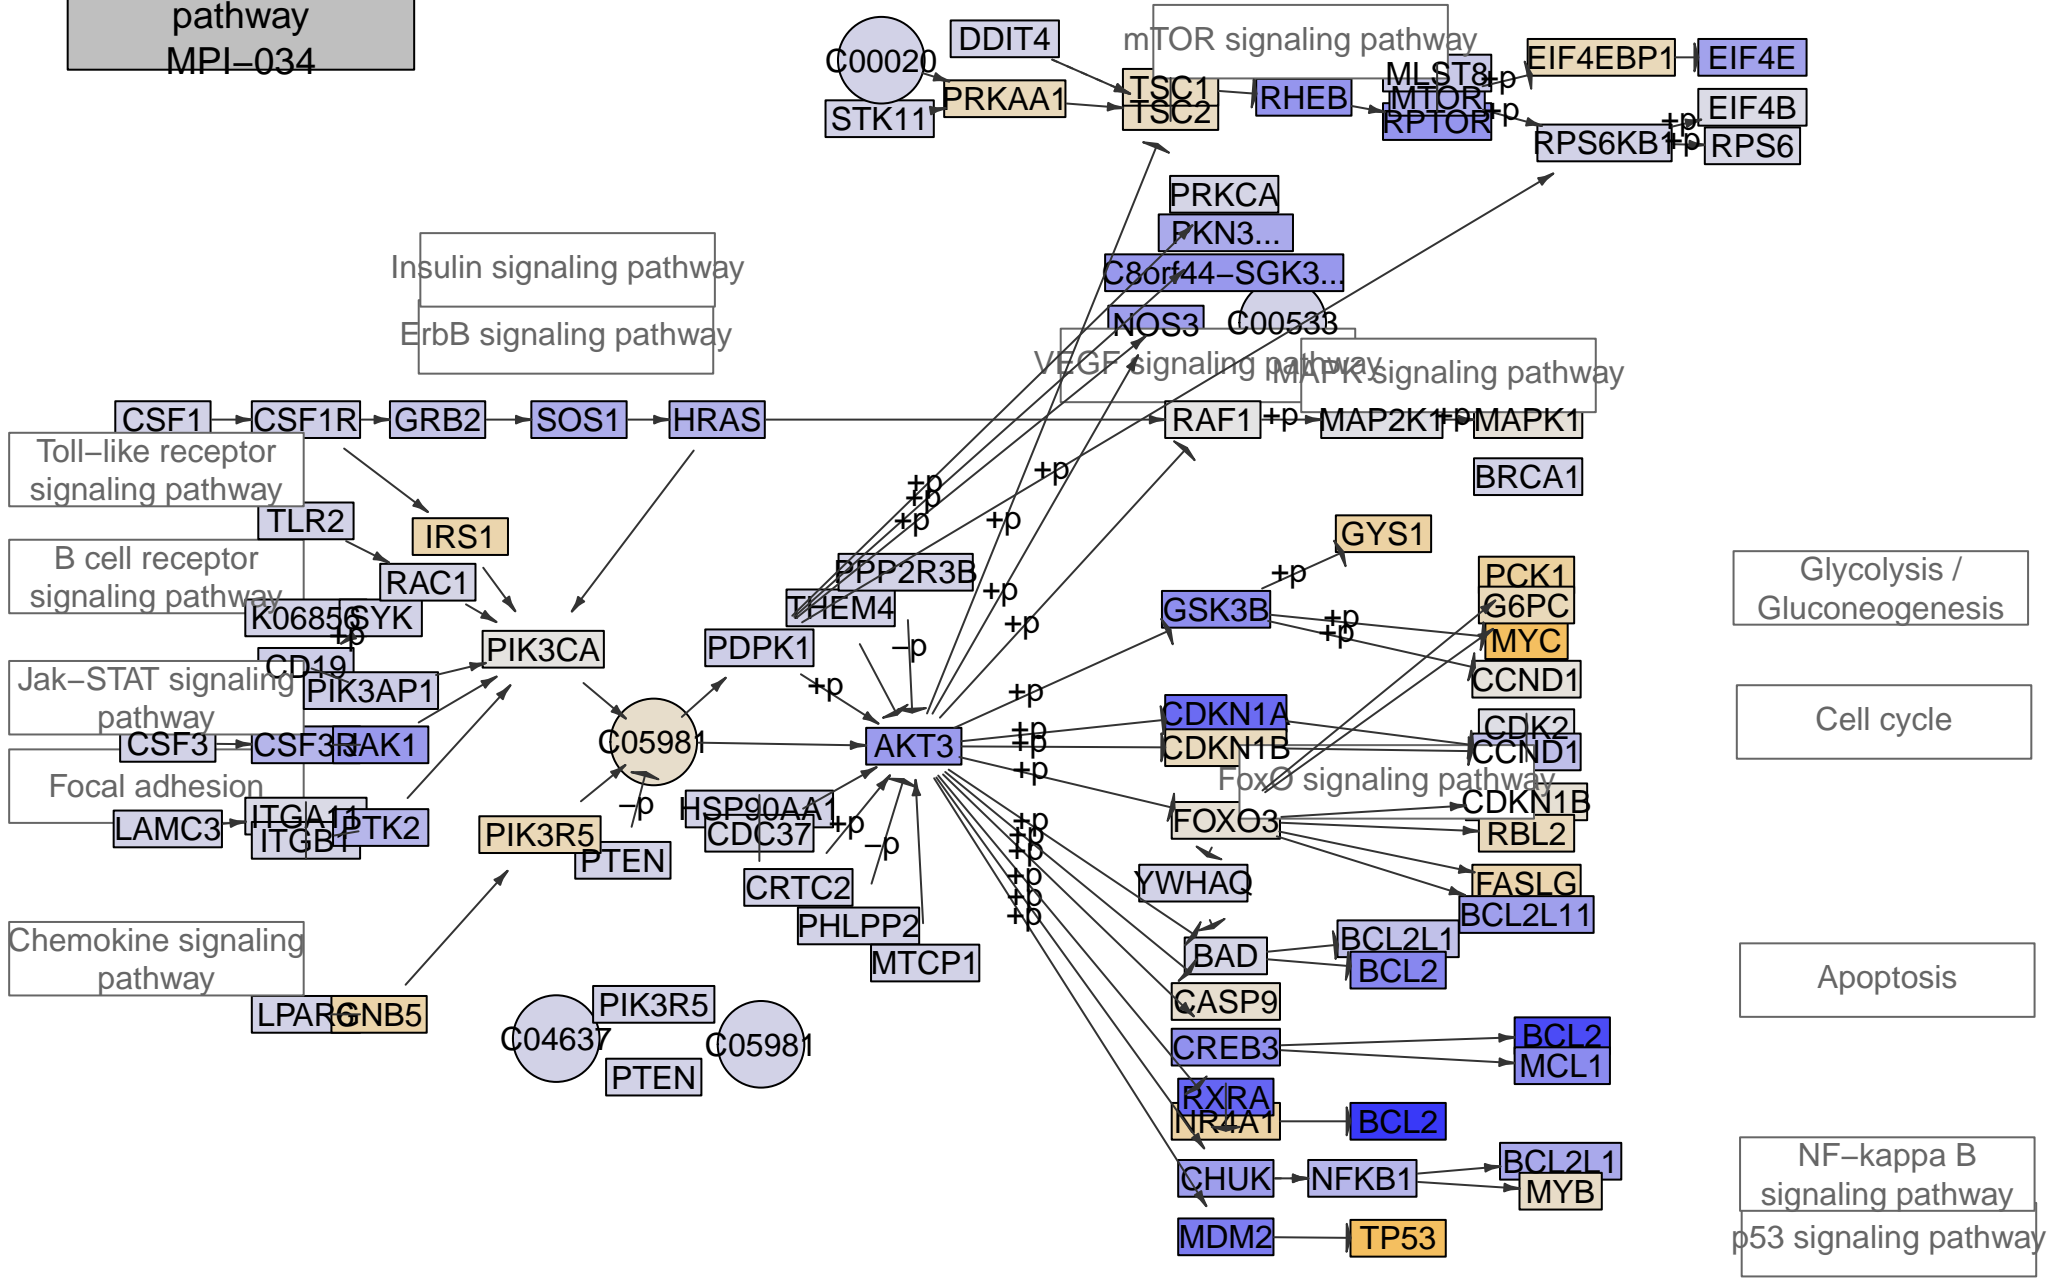 pathway
MPI−034
C00020
DDIT4
mTOR signaling pathway
STK11
PRKAA1
TSC1
TSC2
RHEB
MLST8
MTOR
RPTOR
+p
+p
EIF4EBP1
EIF4E
RPS6KB1
+p
+p
EIF4B
RPS6
PRKCA
PKN3...
C8orf44−SGK3...
NOS3
C00533
Insulin signaling pathway
ErbB signaling pathway
VEGF signaling pathway
MAPK signaling pathway
CSF1
CSF1R
GRB2
SOS1
HRAS
RAF1
+p
MAP2K1
+p
MAPK1
BRCA1
Toll−like receptor
signaling pathway
TLR2
IRS1
+p
+p
+p
+p
+p
GYS1
B cell receptor
signaling pathway
RAC1
K06856
SYK
+p
CD19
PIK3AP1
PIK3CA
PDPK1
THEM4
PPP2R3B
−p
+p
+p
+p
GSK3B
+p
+p
+p
PCK1
G6PC
MYC
CCND1
Glycolysis /
Gluconeogenesis
Jak−STAT signaling
pathway
CSF3
CSF3R
JAK1
C05981
AKT3
+p
+p
+p
+p
CDKN1A
CDKN1B
CDK2
CCND1
Cell cycle
Focal adhesion
LAMC3
ITGA11
ITGB1
PTK2
PIK3R5
−p
PTEN
HSP90AA1
CDC37
+p
−p
CRTC2
PHLPP2
MTCP1
FoxO signaling pathway
FOXO3
CDKN1B
RBL2
FASLG
BCL2L11
YWHAQ
+p
+p
+p
+p
+p
+p
BAD
BCL2L1
BCL2
Apoptosis
Chemokine signaling
pathway
LPAR6
GNB5
C04637
PIK3R5
PTEN
C05981
CASP9
CREB3
BCL2
MCL1
RXRA
NR4A1
BCL2
CHUK
NFKB1
BCL2L1
MYB
NF−kappa B
signaling pathway
MDM2
TP53
p53 signaling pathway